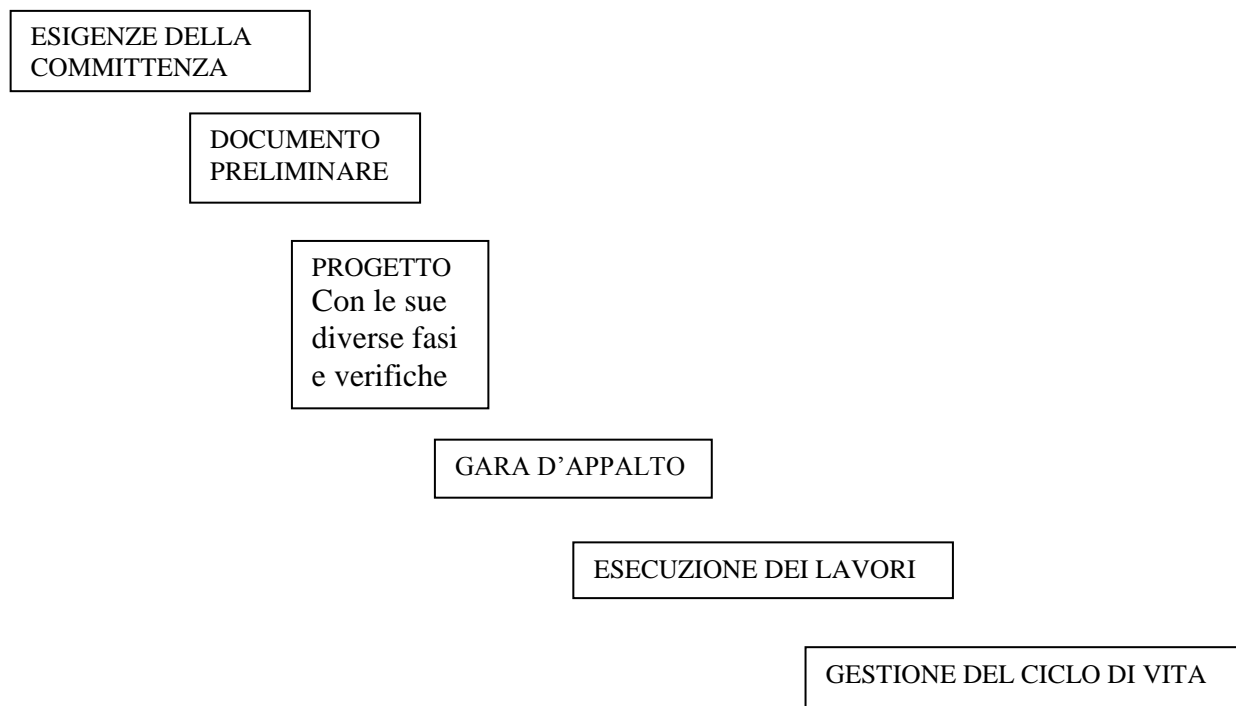 ESIGENZE DELLA
COMMITTENZA
DOCUMENTO
PRELIMINARE
PROGETTO
Con le sue
diverse fasi
e verifiche
GARA D’APPALTO
ESECUZIONE DEI LAVORI
GESTIONE DEL CICLO DI VITA